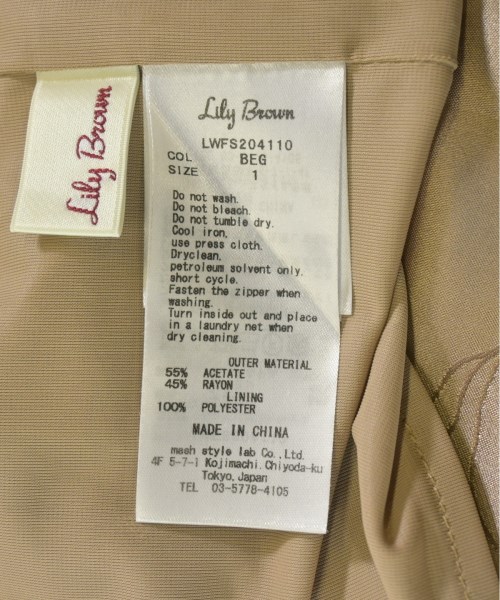 Lily Brown
Lily Brown
LWFS204110
COL BEG
SIZE 1
Do not wash.
Do not bleach.
Do not tumble dry.
Cool iron,
use press cloth.
Dryclean,
petroleum solvent only,
short cycle.
Fasten the zipper when
washing.
Turn inside out and place
in a laundry net when
dry cleaning.
OUTER MATERIAL
55% ACETATE
45% RAYON
LINING
100% POLYESTER
MADE IN CHINA
mash style lab Co.,Ltd.
4F 5-7-1 Kojimachi.Chiyoda-ku
Tokyo,Japan
TEL 03-5778-4105